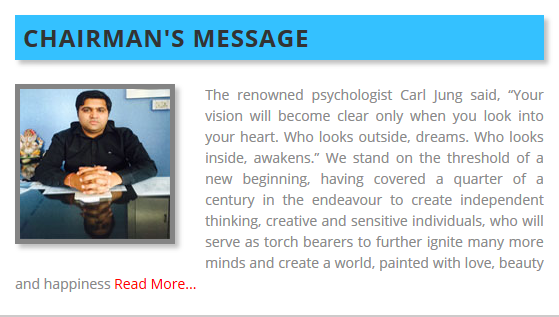 CHAIRMAN'S MESSAGE
The renowned psychologist Carl Jung said, “Your
vision will become clear only when you look into
your heart. Who looks outside, dreams. Who looks
inside, awakens.” We stand on the threshold of a
new beginning, having covered a quarter of a
century in the endeavour to create independent
thinking, creative and sensitive individuals, who will
serve as torch bearers to further ignite many more
minds and create a world, painted with love, beauty
and happiness Read More...